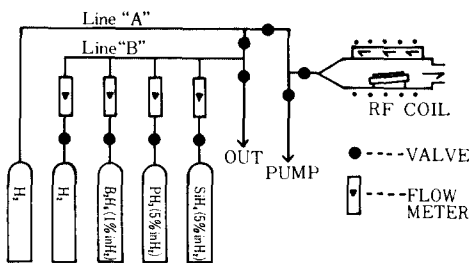 Line "A"
Line "B"
RF COIL
OUT
PUMP
●----VALVE
----FLOW
METER
H₂
H₂
B₂H₆(1% inH₂)
PH₃(5% inH₂)
SiH₄(5% inH₂)